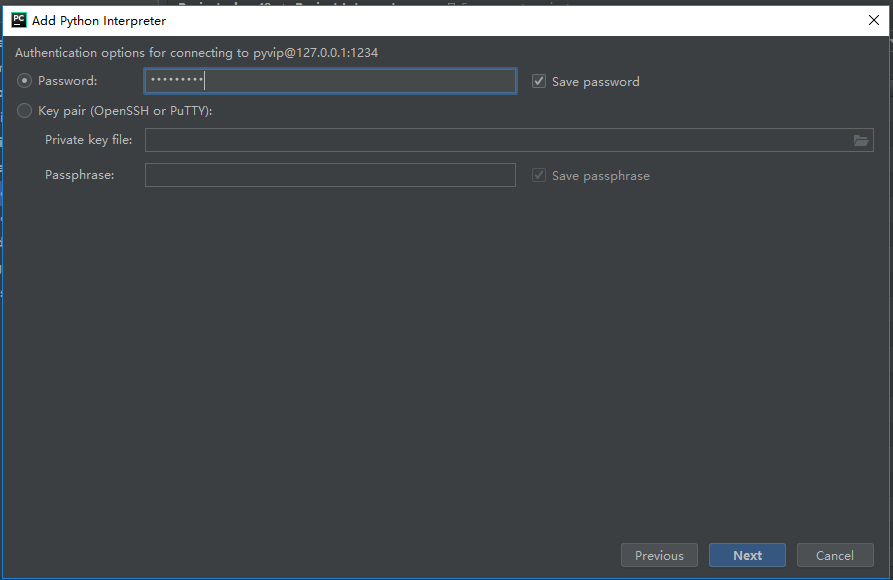 PC Add Python Interpreter
Authentication options for connecting to pyvip@127.0.0.1:1234
Password: ••••••••• Save password
Key pair (OpenSSH or PuTTY):
Private key file:
Passphrase: Save passphrase
Previous Next Cancel